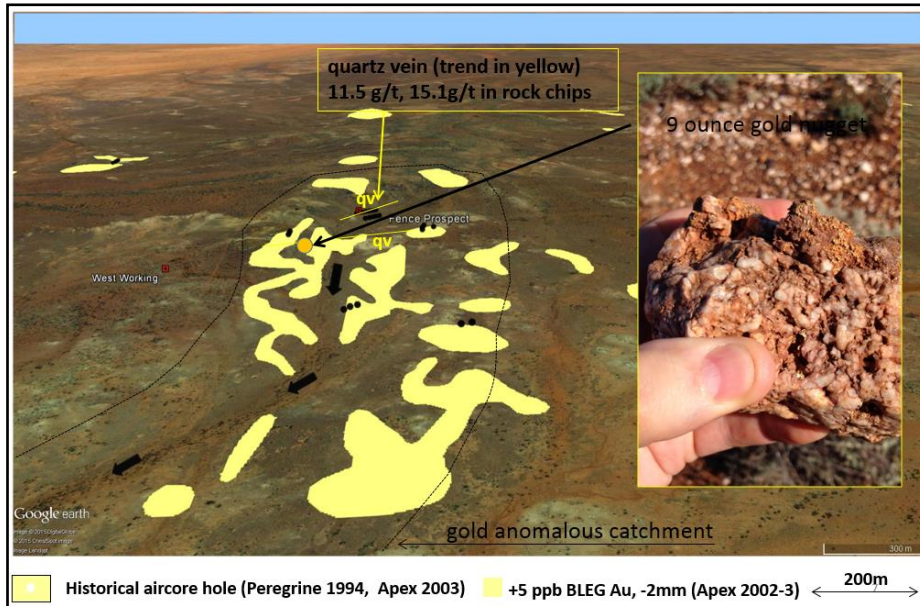 quartz vein (trend in yellow)
11.5 g/t, 15.1g/t in rock chips
9 ounce gold nugget
qv
Fence Prospect
qv
West Working
Google earth
gold anomalous catchment
300 m
Historical aircore hole (Peregrine 1994, Apex 2003)
+5 ppb BLEG Au, -2mm (Apex 2002-3)
200m